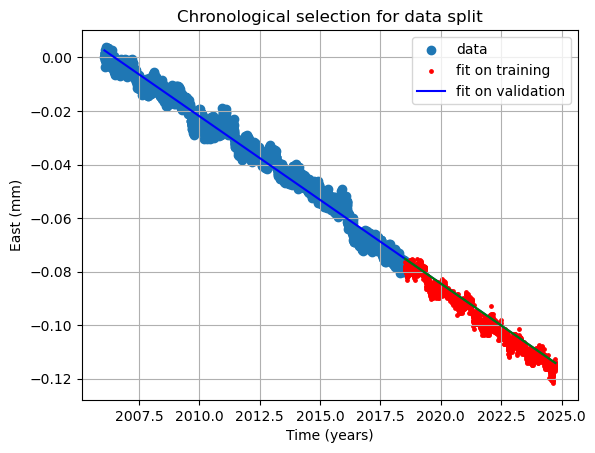 Chronological selection for data split
data
fit on training
fit on validation
0.00
−0.02
−0.04
−0.06
−0.08
−0.10
−0.12
East (mm)
2007.5 2010.0 2012.5 2015.0 2017.5 2020.0 2022.5 2025.0
Time (years)